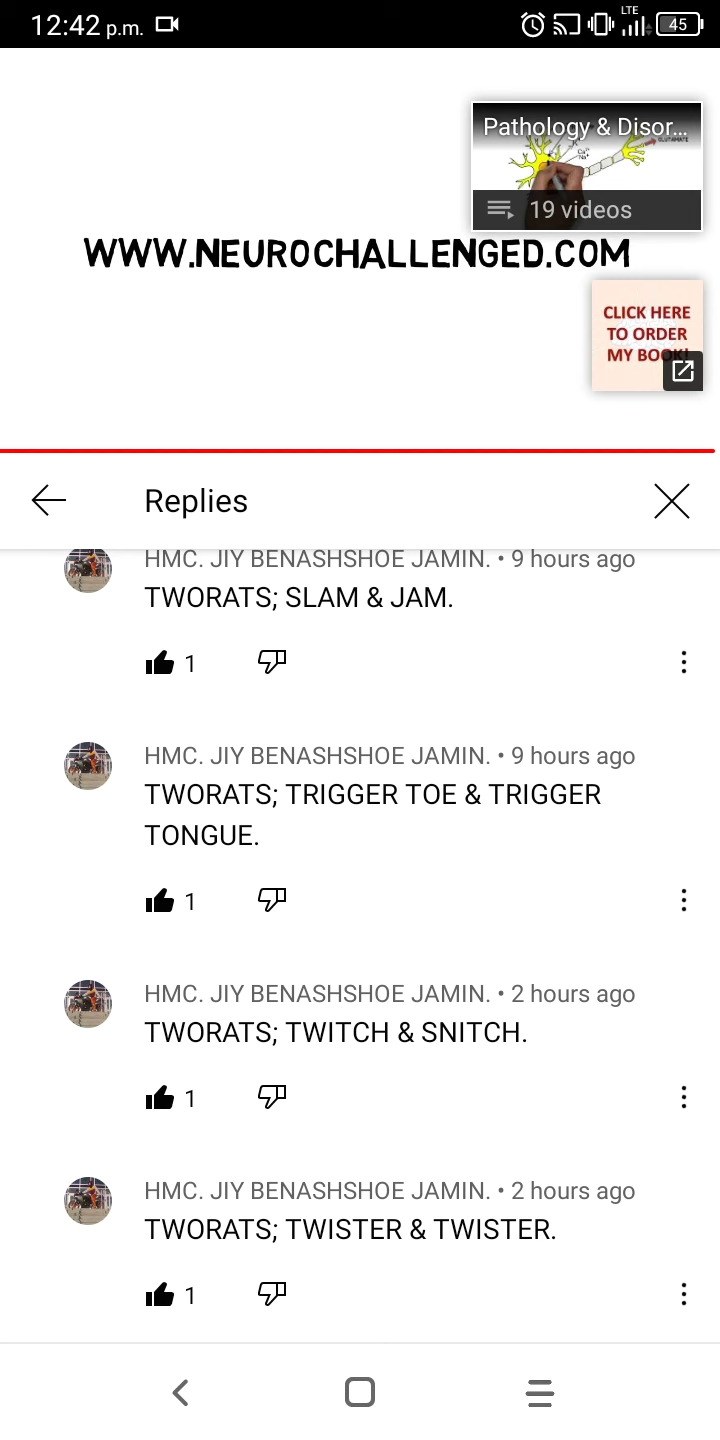 12:42 p.m.
LTE
45
Pathology & Disor...
GLUTAMATE
19 videos
WWW.NEUROCHALLENGED.COM
CLICK HERE
TO ORDER
MY BOOK!
Replies
HMC. JIY BENASHSHOE JAMIN. • 9 hours ago
TWORATS; SLAM & JAM.
1
HMC. JIY BENASHSHOE JAMIN. • 9 hours ago
TWORATS; TRIGGER TOE & TRIGGER
TONGUE.
1
HMC. JIY BENASHSHOE JAMIN. • 2 hours ago
TWORATS; TWITCH & SNITCH.
1
HMC. JIY BENASHSHOE JAMIN. • 2 hours ago
TWORATS; TWISTER & TWISTER.
1